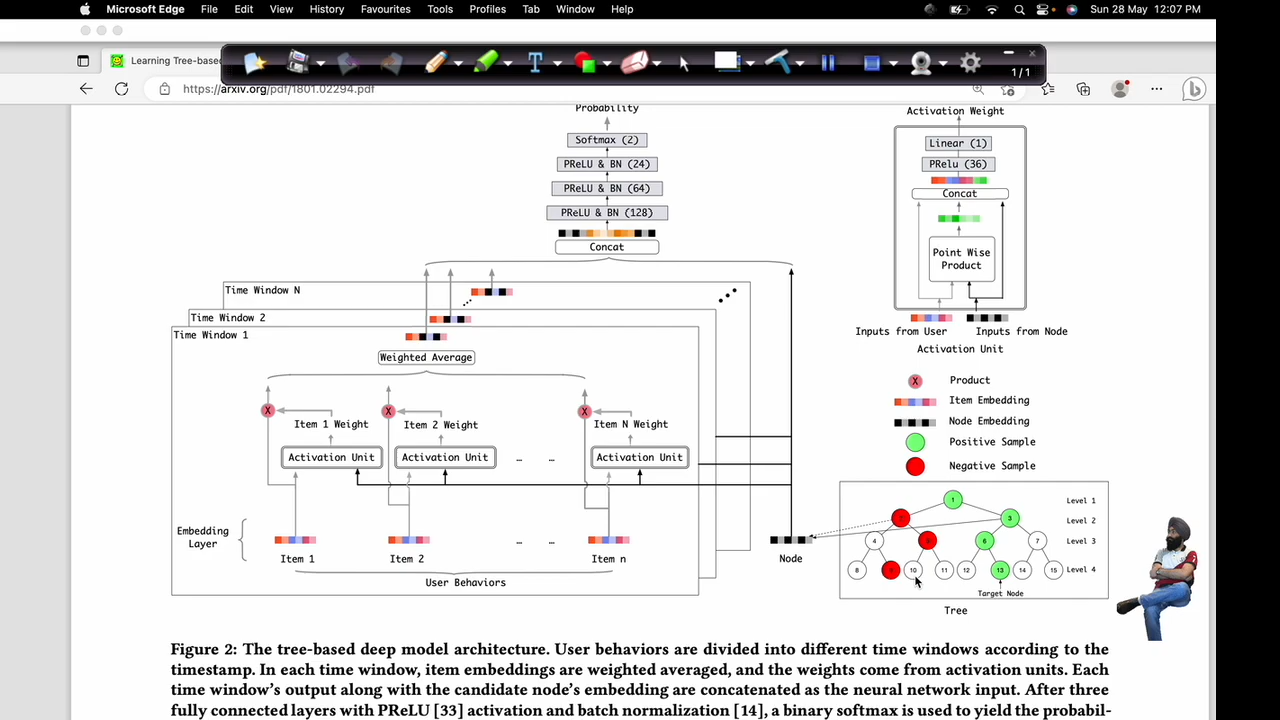 Microsoft Edge File Edit View History Favourites Tools Profiles Tab Window Help Sun 28 May 12:07 PM
Learning Tree-based
1/1
https://arxiv.org/pdf/1801.02294.pdf
Probability
Softmax (2)
PReLU & BN (24)
PReLU & BN (64)
PReLU & BN (128)
Concat
Activation Weight
Linear (1)
PRelu (36)
Concat
Point Wise
Product
Inputs from User Inputs from Node
Activation Unit
Time Window N
Time Window 2
Time Window 1
Weighted Average
X X X
Item 1 Weight Item 2 Weight Item N Weight
Activation Unit Activation Unit ... ... Activation Unit
Embedding
Layer
... ...
Item 1 Item 2 Item n
User Behaviors
Node
X Product
Item Embedding
Node Embedding
Positive Sample
Negative Sample
1 Level 1
3 Level 2
4 6 7 Level 3
8 10 11 12 13 14 15 Level 4
Target Node
Tree
Figure 2: The tree-based deep model architecture. User behaviors are divided into different time windows according to the
timestamp. In each time window, item embeddings are weighted averaged, and the weights come from activation units. Each
time window's output along with the candidate node's embedding are concatenated as the neural network input. After three
fully connected layers with PReLU [33] activation and batch normalization [14], a binary softmax is used to yield the probabil-